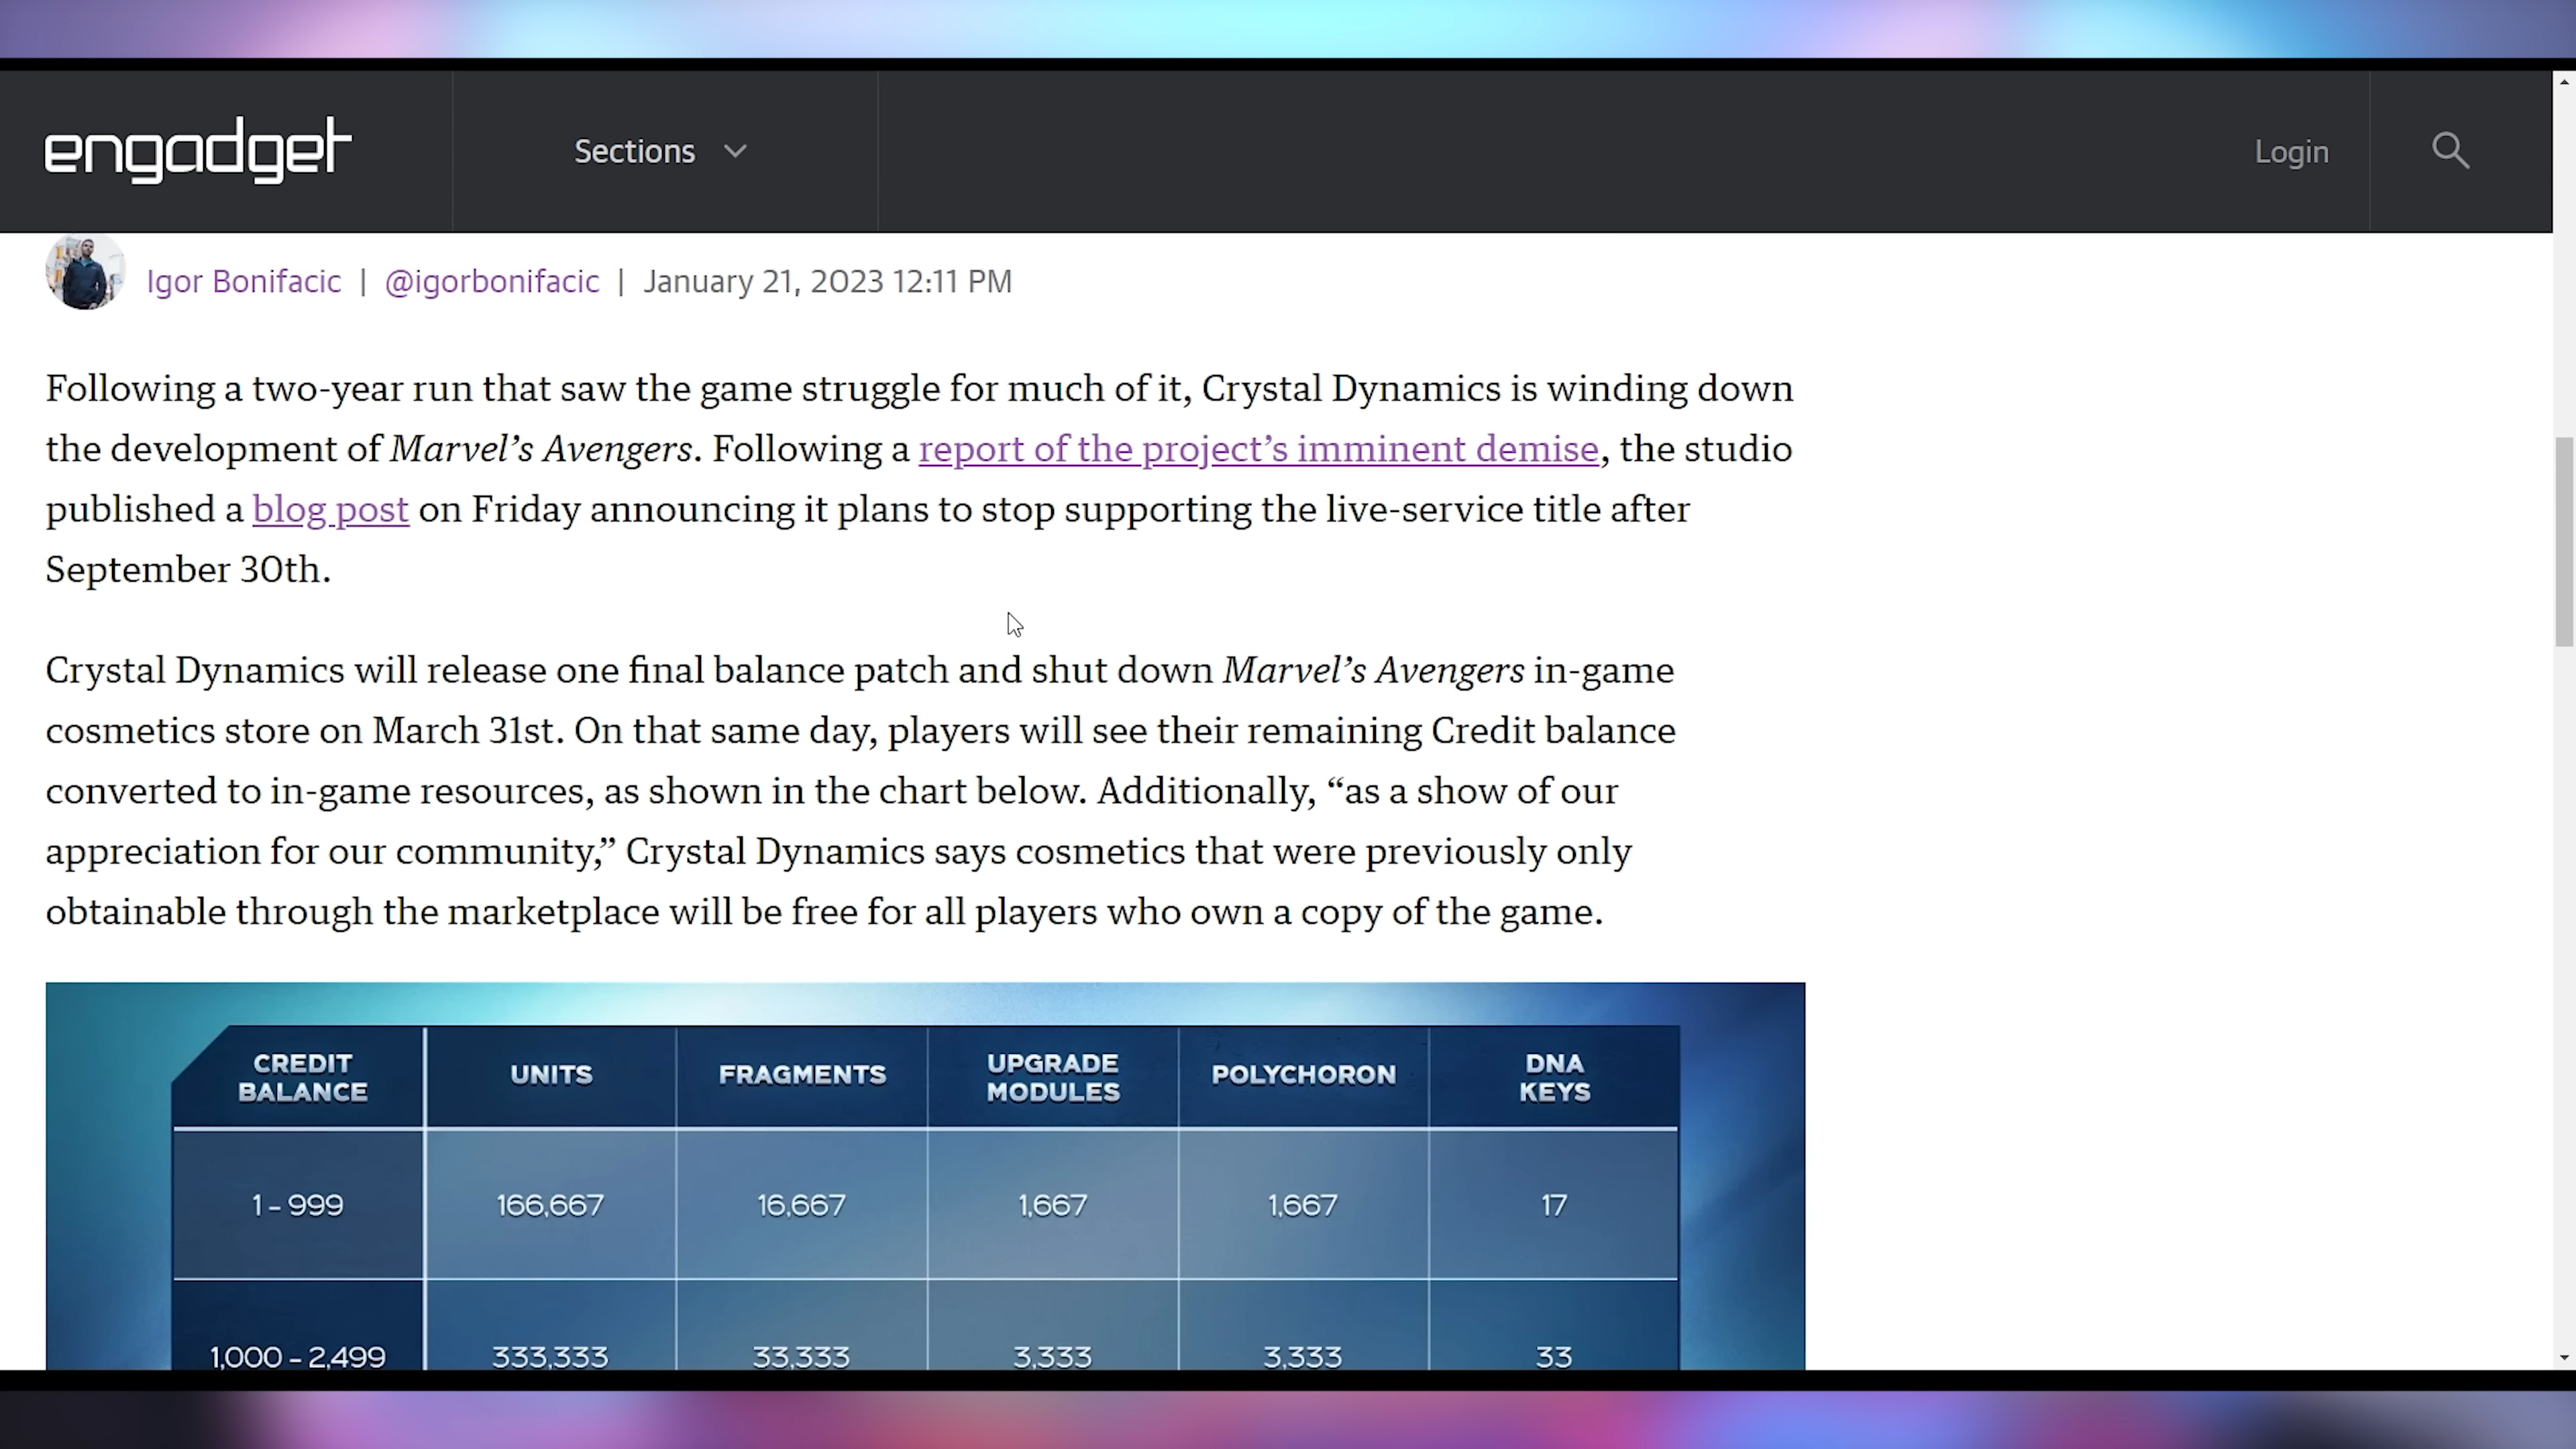 engadget
Sections
Login
Igor Bonifacic | @igorbonifacic | January 21, 2023 12:11 PM
Following a two-year run that saw the game struggle for much of it, Crystal Dynamics is winding down
the development of Marvel’s Avengers. Following a report of the project’s imminent demise, the studio
published a blog post on Friday announcing it plans to stop supporting the live-service title after
September 30th.
Crystal Dynamics will release one final balance patch and shut down Marvel’s Avengers in-game
cosmetics store on March 31st. On that same day, players will see their remaining Credit balance
converted to in-game resources, as shown in the chart below. Additionally, “as a show of our
appreciation for our community,” Crystal Dynamics says cosmetics that were previously only
obtainable through the marketplace will be free for all players who own a copy of the game.
CREDIT BALANCE UNITS FRAGMENTS UPGRADE MODULES POLYCHORON DNA KEYS
1 – 999 166,667 16,667 1,667 1,667 17
1,000 – 2,499 333,333 33,333 3,333 3,333 33